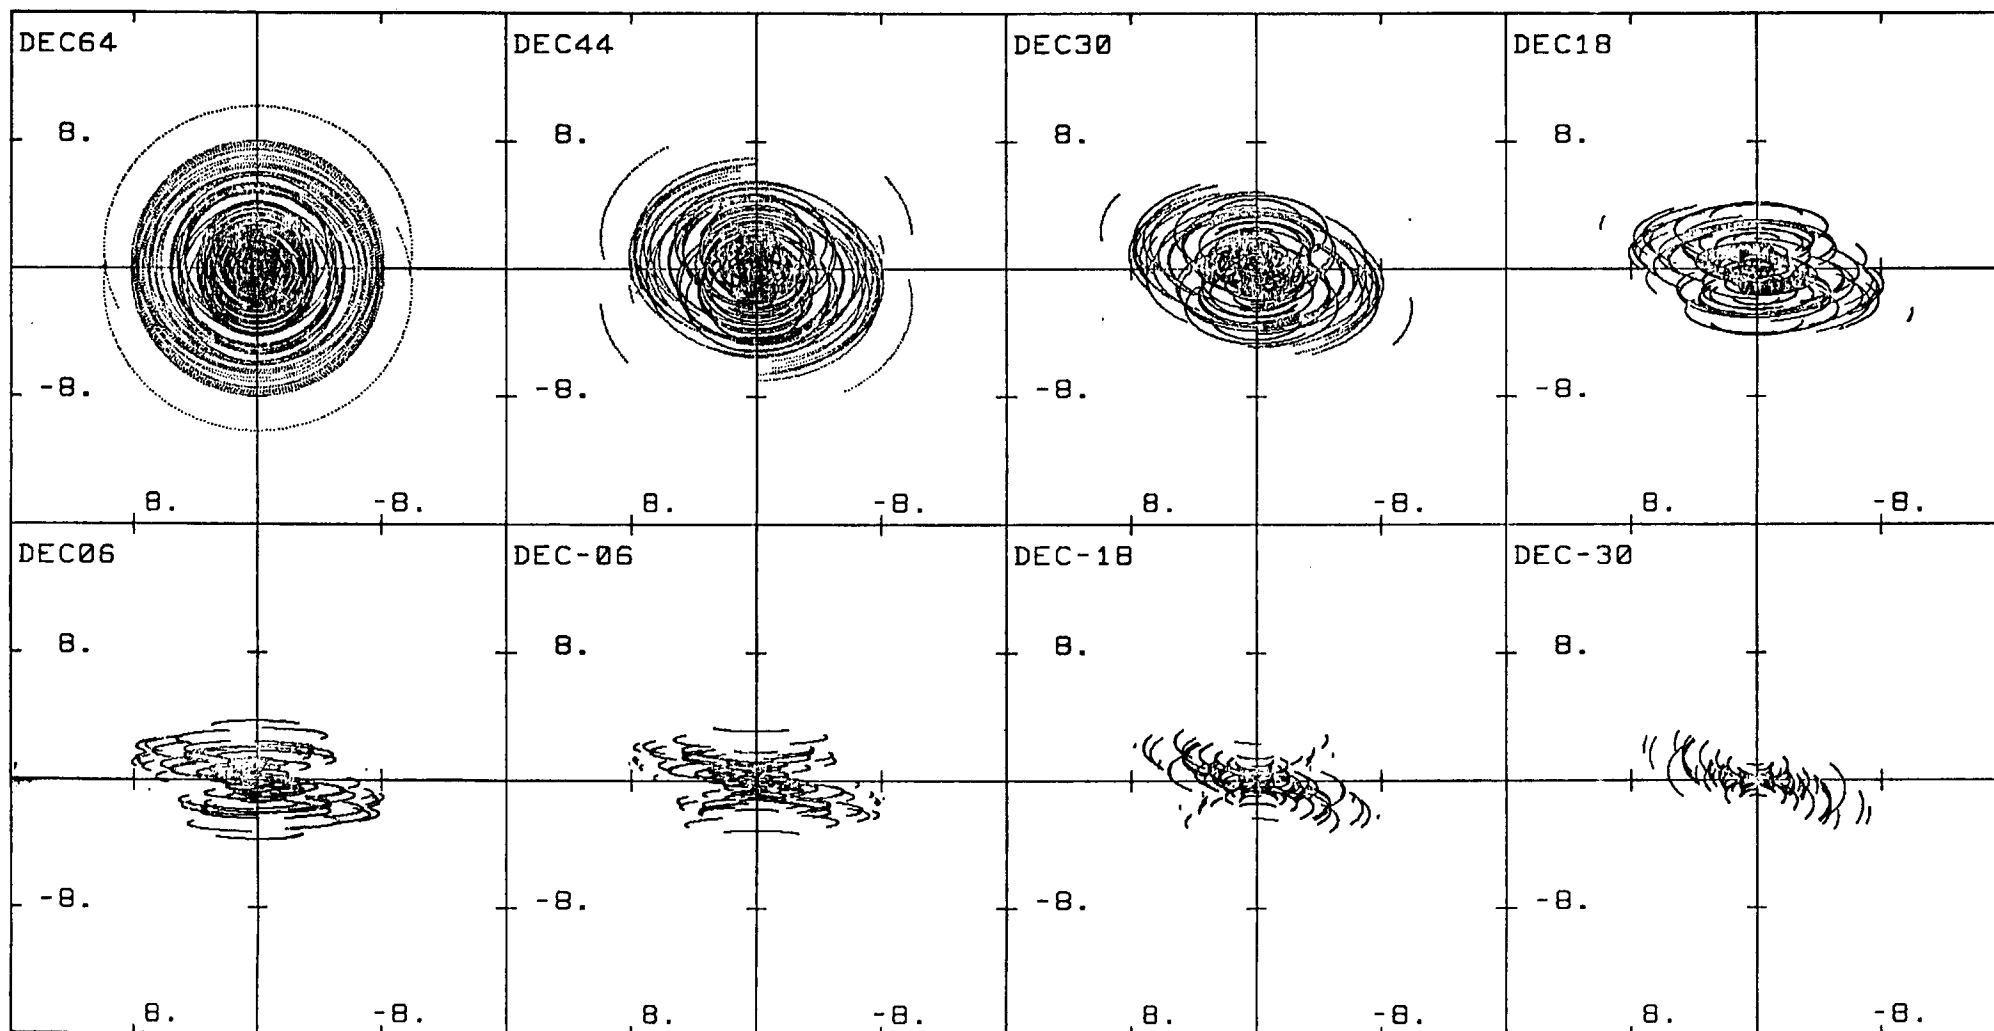 DEC64 DEC44 DEC30 DEC18
8. 8. 8. 8.
-8. -8. -8. -8.
8. -8. 8. -8. 8. -8. 8. -8.
DEC06 DEC-06 DEC-18 DEC-30
8. 8. 8. 8.
-8. -8. -8. -8.
8. -8. 8. -8. 8. -8. 8. -8.